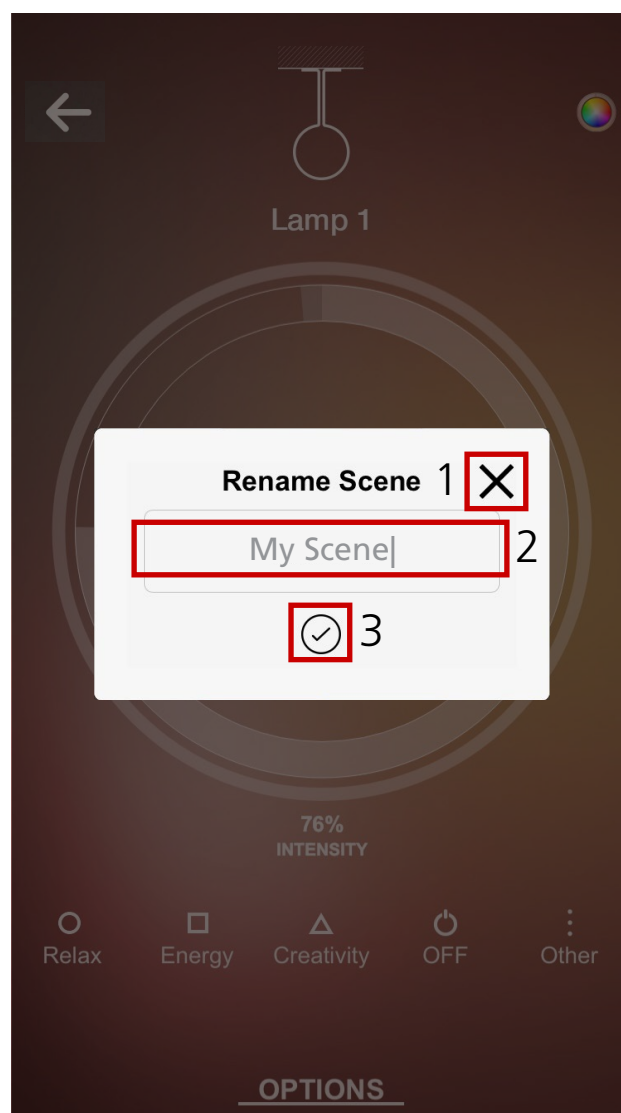 Lamp 1
Rename Scene 1
My Scene 2
3
76%
INTENSITY
Relax Energy Creativity OFF Other
OPTIONS